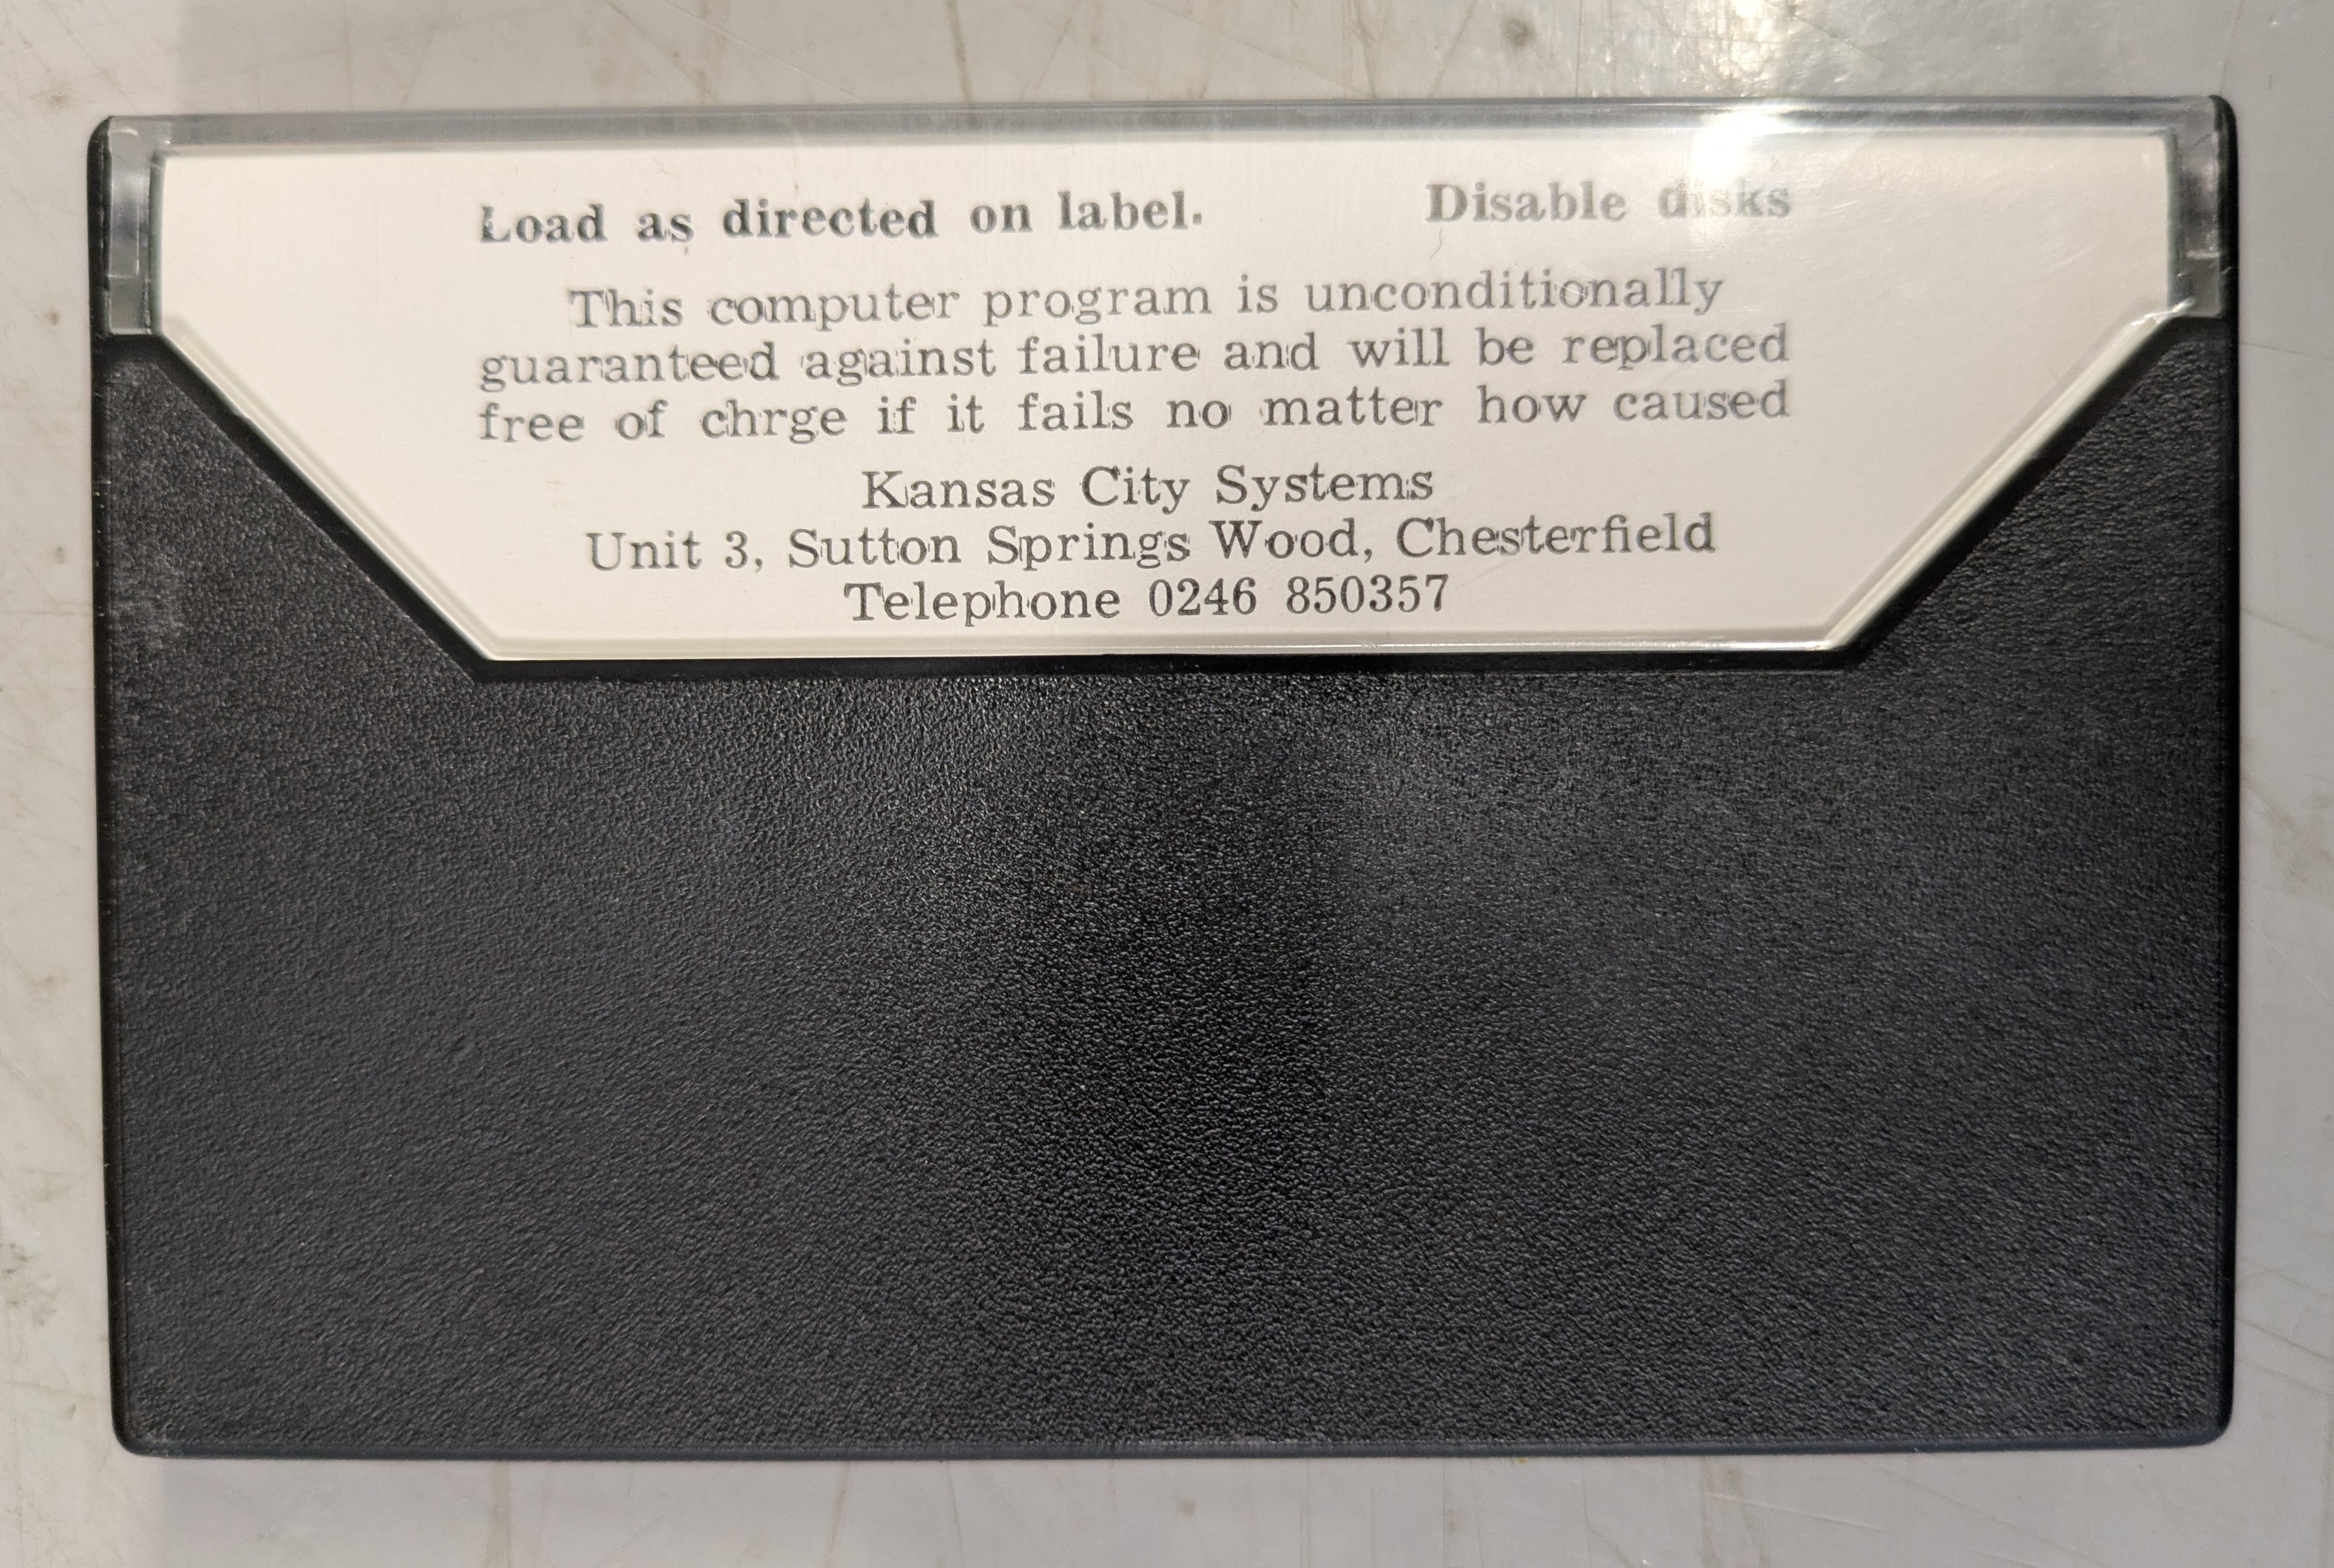 Load as directed on label. Disable disks
This computer program is unconditionally
guaranteed against failure and will be replaced
free of chrge if it fails no matter how caused
Kansas City Systems
Unit 3, Sutton Springs Wood, Chesterfield
Telephone 0246 850357